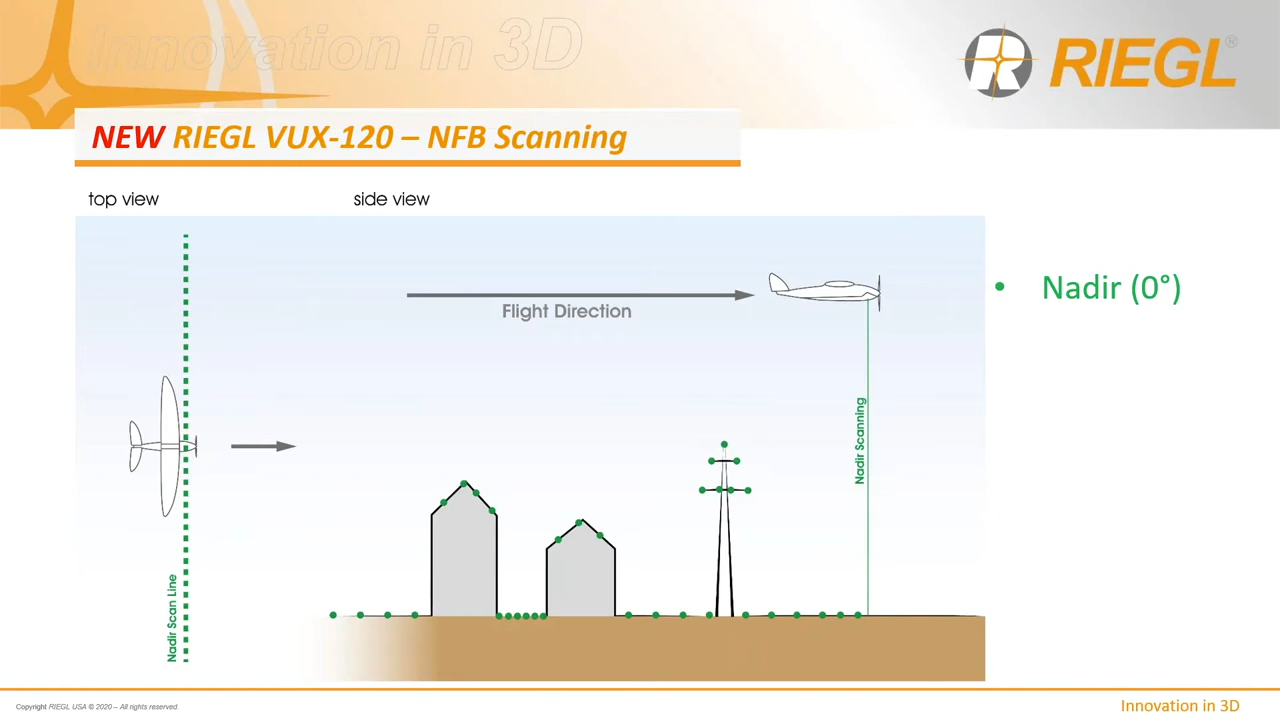 Innovation in 3D
RIEGL®
NEW RIEGL VUX-120 – NFB Scanning
top view
side view
Flight Direction
• Nadir (0°)
Nadir Scanning
Nadir Scan Line
Copyright RIEGL USA © 2020 – All rights reserved.
Innovation in 3D